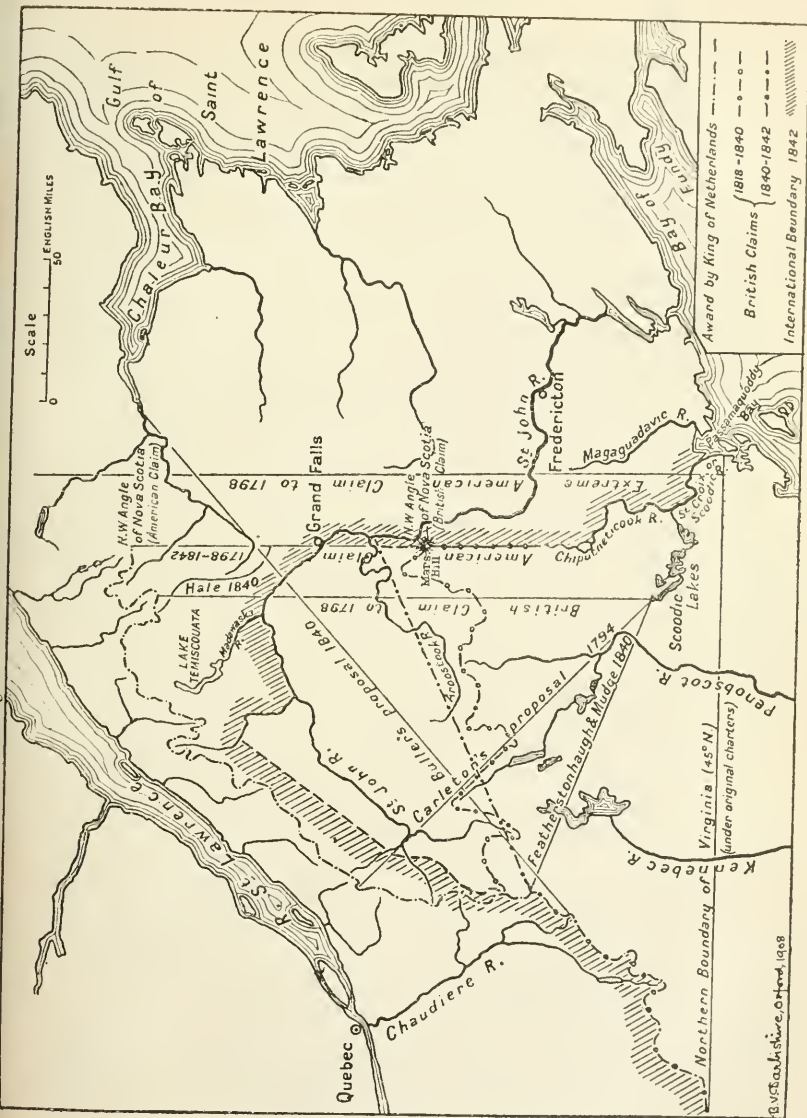 Scale
0 50 ENGLISH MILES
Gulf
of
Saint
Lawrence
Chaleur Bay
N.W Angle
of Nova Scotia
(American Claim)
Hale 1840
1798-1842
American Claim
Extreme American Claim to 1798
British Claim to 1798
LAKE
TEMISCOUATA
Madawaska
R.
Grand Falls
N.W Angle
of Nova Scotia
(British Claim)
Mars
Hill
St John R.
Fredericton
Magaguadavic R.
Bay of Fundy
Passamaquoddy
Bay
St Croix or
Scoodic R.
Chiputneticook R.
Scoodic
Lakes
Aroostook R.
St John R.
Buller's proposal 1840
Carleton's proposal 1794
Featherstonhaugh & Mudge 1840
Penobscot R.
Kennebec R.
Northern Boundary of Virginia (45°N)
(under original charters)
St Lawrence
R.
Quebec
Chaudiere R.
Award by King of Netherlands
British Claims { 1818-1840
1840-1842
International Boundary 1842
B.V. Darbishire, Oxford, 1908